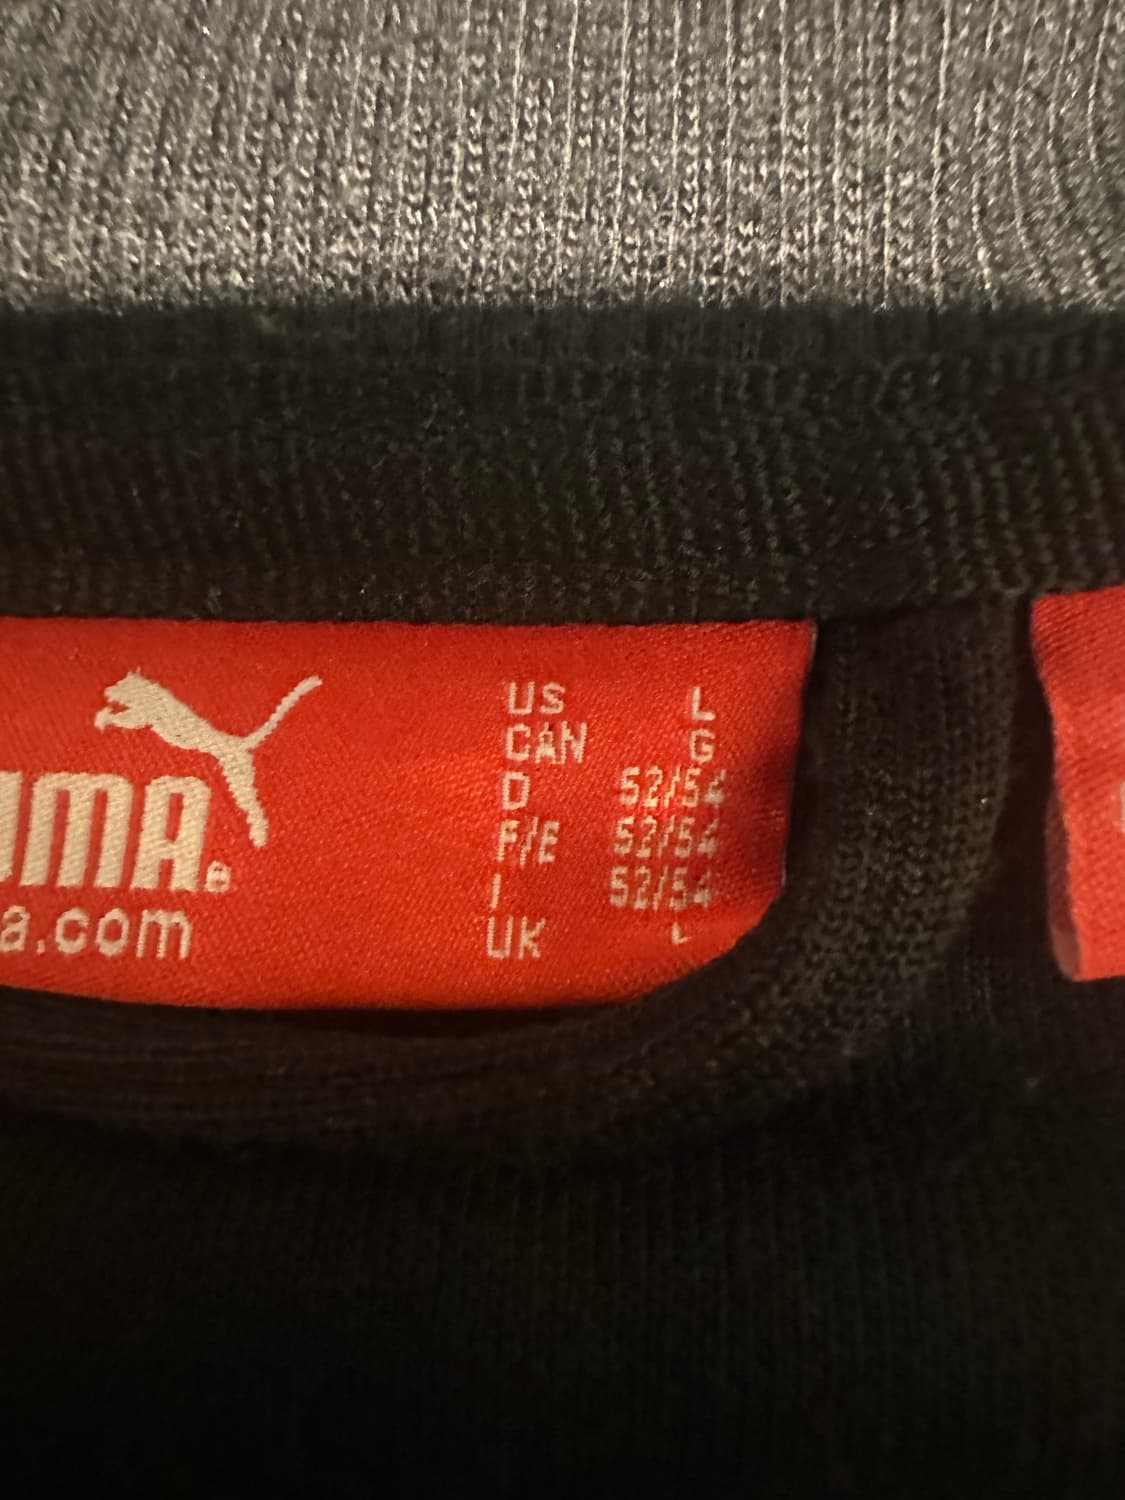 UMA®
a.com
US L
CAN G
D 52/54
F/E 52/54
I 52/54
UK L